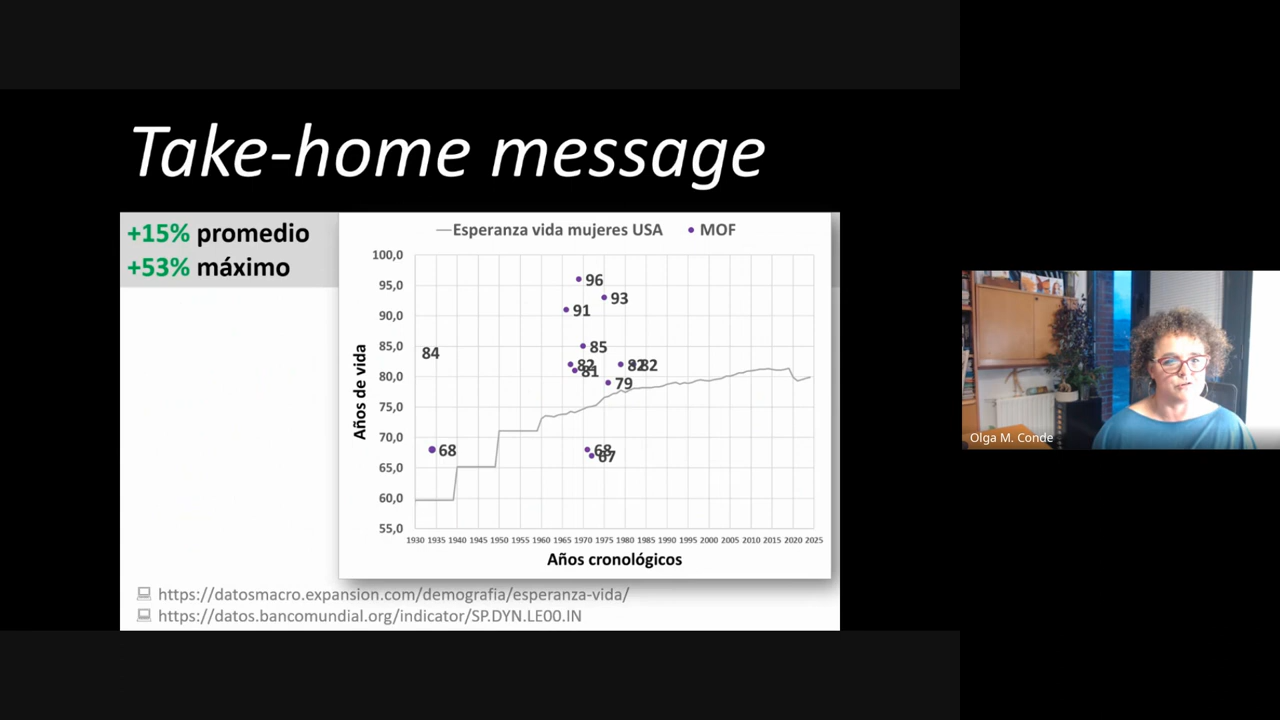 Take-home message
+15% promedio
+53% máximo
Esperanza vida mujeres USA MOF
100,0
95,0
90,0
85,0
80,0
75,0
70,0
65,0
60,0
55,0
Años de vida
96
93
91
85
84
82
81
82
82
79
68
68
67
1930 1935 1940 1945 1950 1955 1960 1965 1970 1975 1980 1985 1990 1995 2000 2005 2010 2015 2020 2025
Años cronológicos
https://datosmacro.expansion.com/demografia/esperanza-vida/
https://datos.bancomundial.org/indicator/SP.DYN.LE00.IN
Olga M. Conde